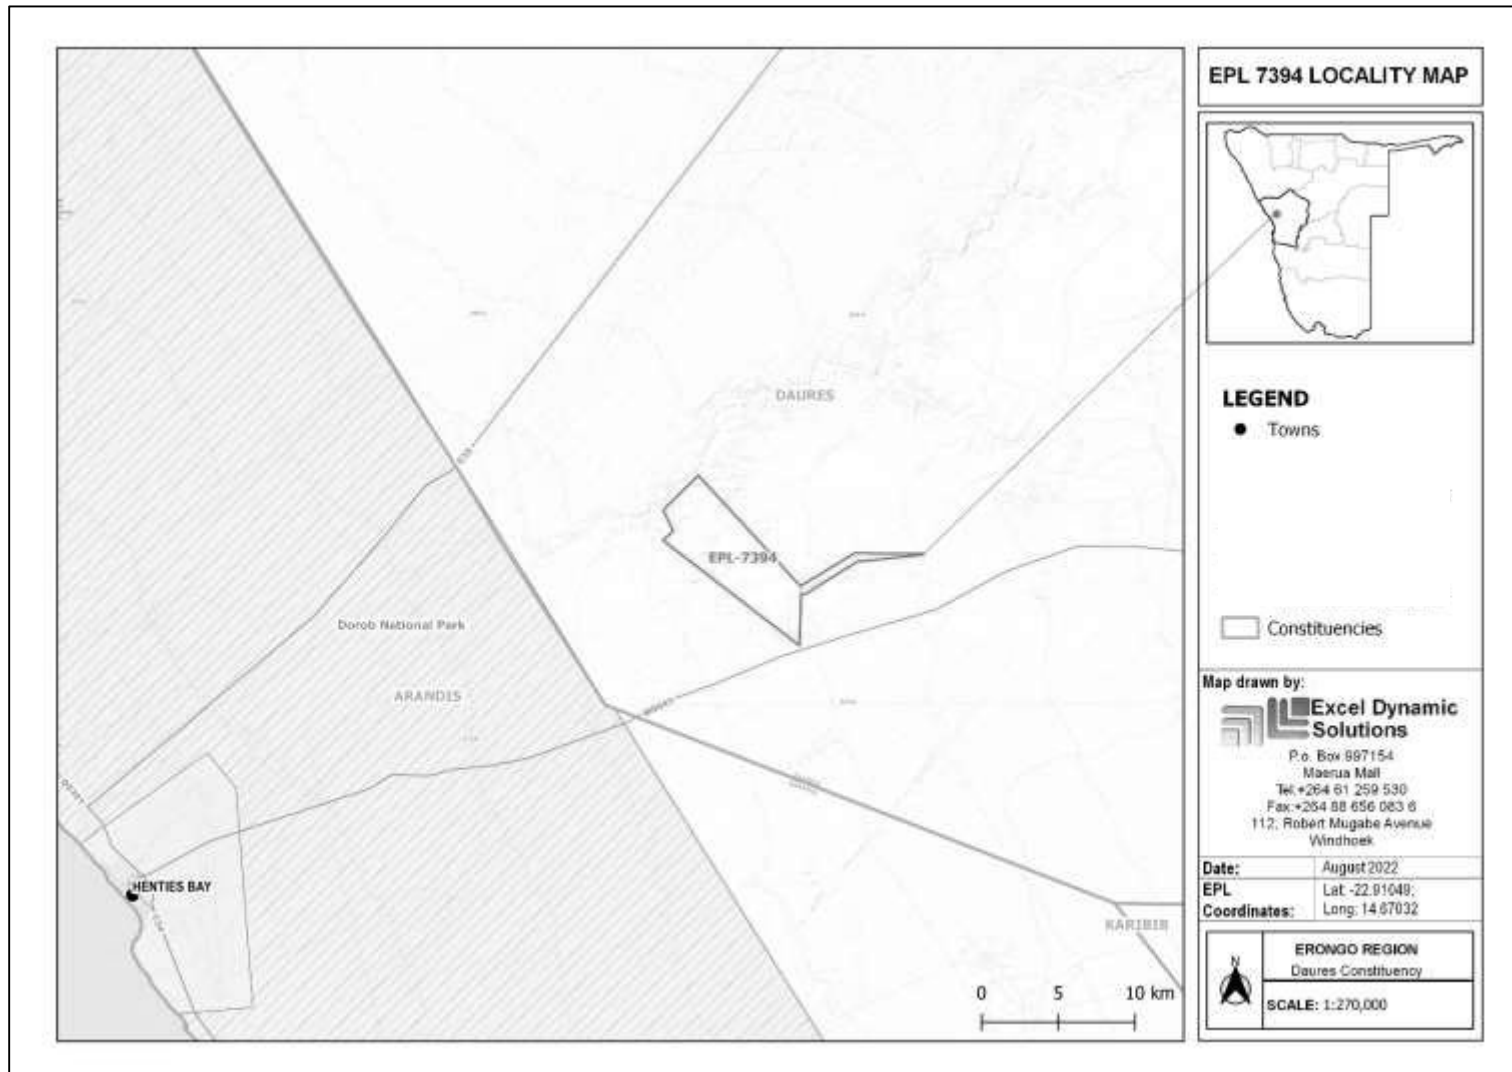 EPL 7394 LOCALITY MAP
DAURES
EPL-7394
Dorob National Park
ARANDIS
HENTIES BAY
KARIBIB
0 5 10 km
LEGEND
Towns
Constituencies
Map drawn by:
Excel Dynamic
Solutions
P.o. Box 997154
Maerua Mall
Tel:+264 61 259 530
Fax:+264 88 656 083 6
112, Robert Mugabe Avenue
Windhoek
Date: August 2022
EPL Lat: -22.91049;
Coordinates: Long: 14.67032
N
ERONGO REGION
Daures Constituency
SCALE: 1:270,000